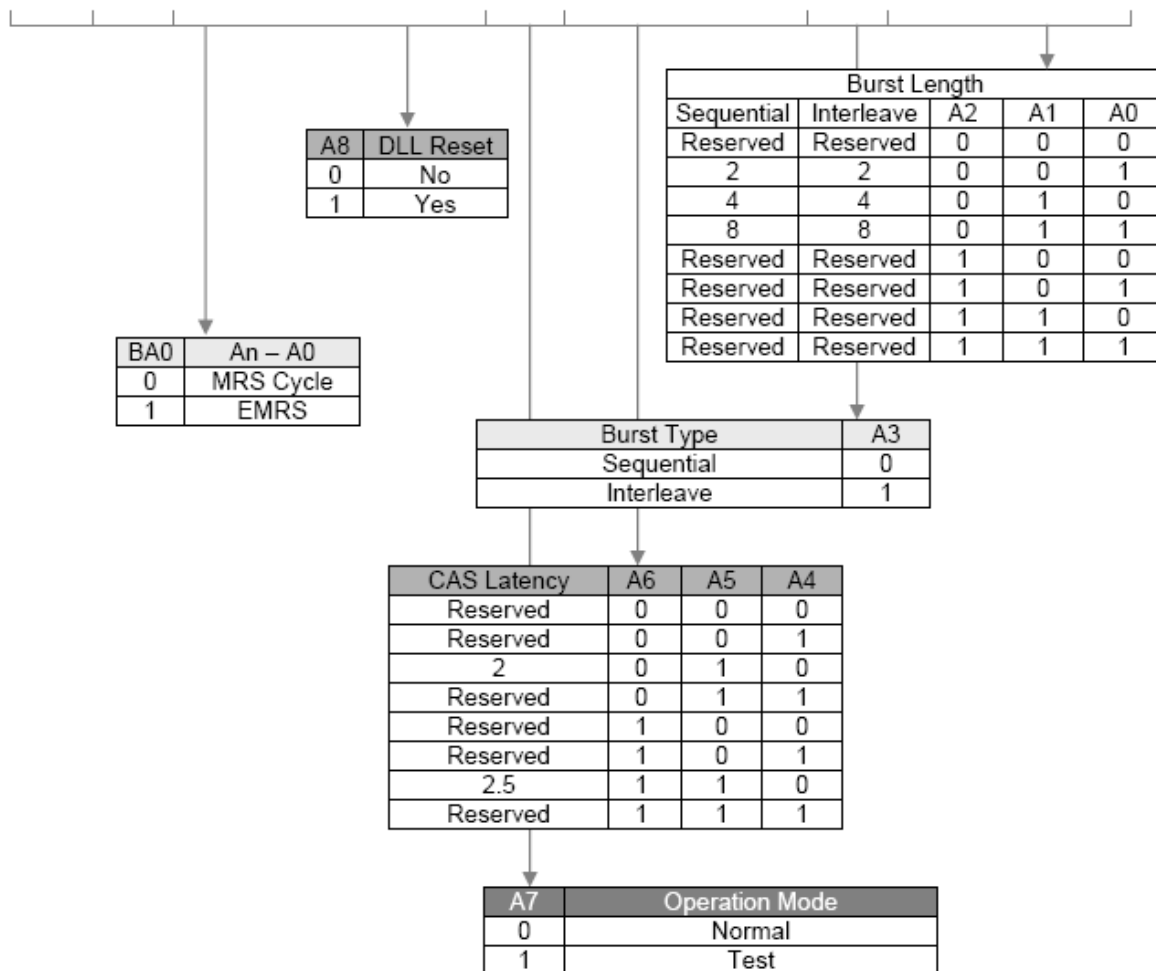 Burst Length
Sequential Interleave A2 A1 A0
Reserved Reserved 0 0 0
2 2 0 0 1
4 4 0 1 0
8 8 0 1 1
Reserved Reserved 1 0 0
Reserved Reserved 1 0 1
Reserved Reserved 1 1 0
Reserved Reserved 1 1 1
A8 DLL Reset
0 No
1 Yes
BA0 An – A0
0 MRS Cycle
1 EMRS
Burst Type A3
Sequential 0
Interleave 1
CAS Latency A6 A5 A4
Reserved 0 0 0
Reserved 0 0 1
2 0 1 0
Reserved 0 1 1
Reserved 1 0 0
Reserved 1 0 1
2.5 1 1 0
Reserved 1 1 1
A7 Operation Mode
0 Normal
1 Test